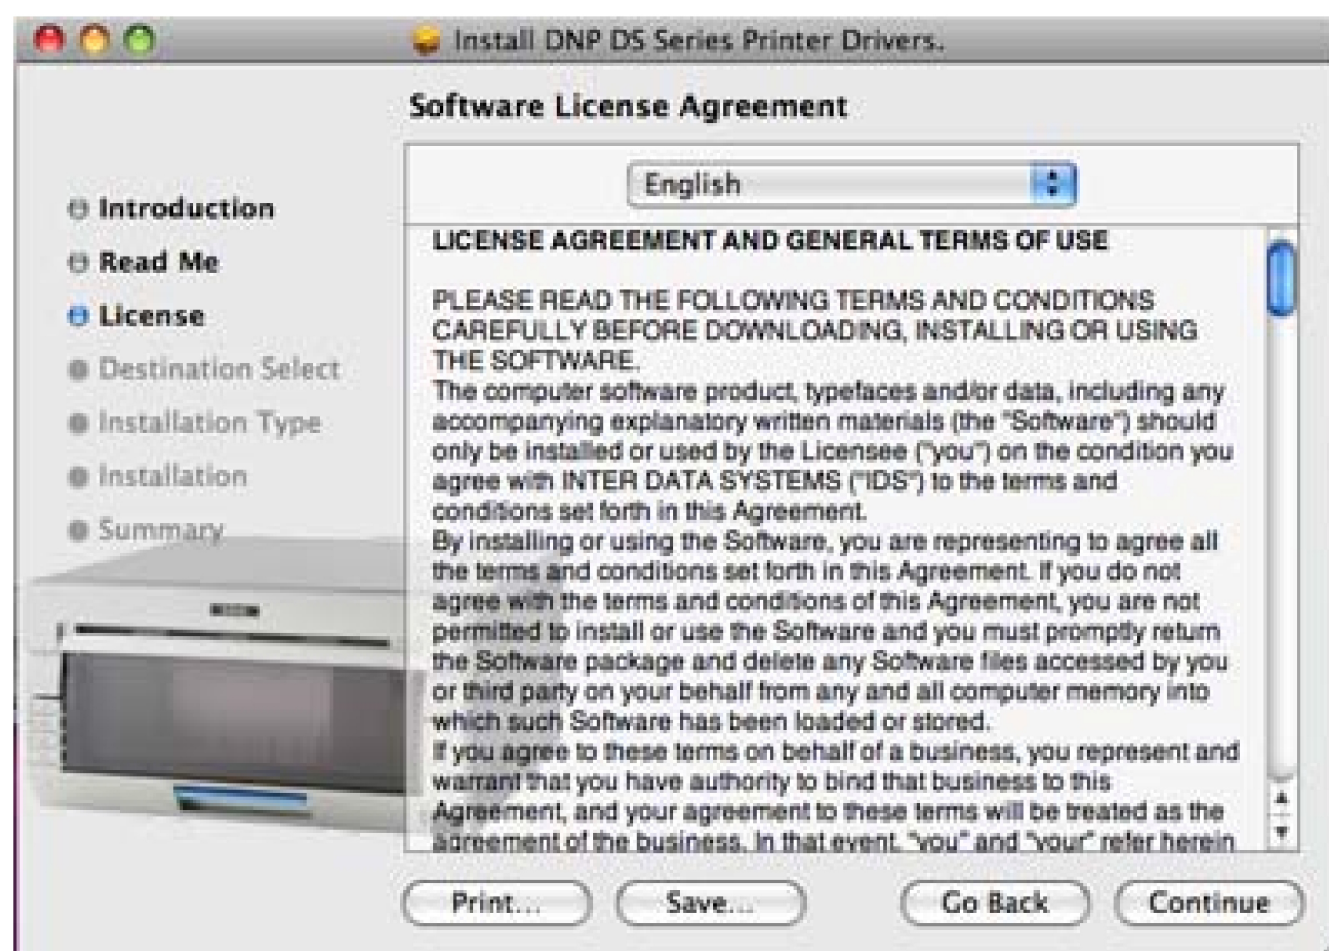 Install DNP DS Series Printer Drivers.
Software License Agreement
Introduction
Read Me
License
Destination Select
Installation Type
Installation
Summary
English
LICENSE AGREEMENT AND GENERAL TERMS OF USE
PLEASE READ THE FOLLOWING TERMS AND CONDITIONS
CAREFULLY BEFORE DOWNLOADING, INSTALLING OR USING
THE SOFTWARE.
The computer software product, typefaces and/or data, including any
accompanying explanatory written materials (the "Software") should
only be installed or used by the Licensee ("you") on the condition you
agree with INTER DATA SYSTEMS ("IDS") to the terms and
conditions set forth in this Agreement.
By installing or using the Software, you are representing to agree all
the terms and conditions set forth in this Agreement. If you do not
agree with the terms and conditions of this Agreement, you are not
permitted to install or use the Software and you must promptly return
the Software package and delete any Software files accessed by you
or third party on your behalf from any and all computer memory into
which such Software has been loaded or stored.
If you agree to these terms on behalf of a business, you represent and
warrant that you have authority to bind that business to this
Agreement, and your agreement to these terms will be treated as the
agreement of the business. In that event, "you" and "your" refer herein
Print...
Save...
Go Back
Continue